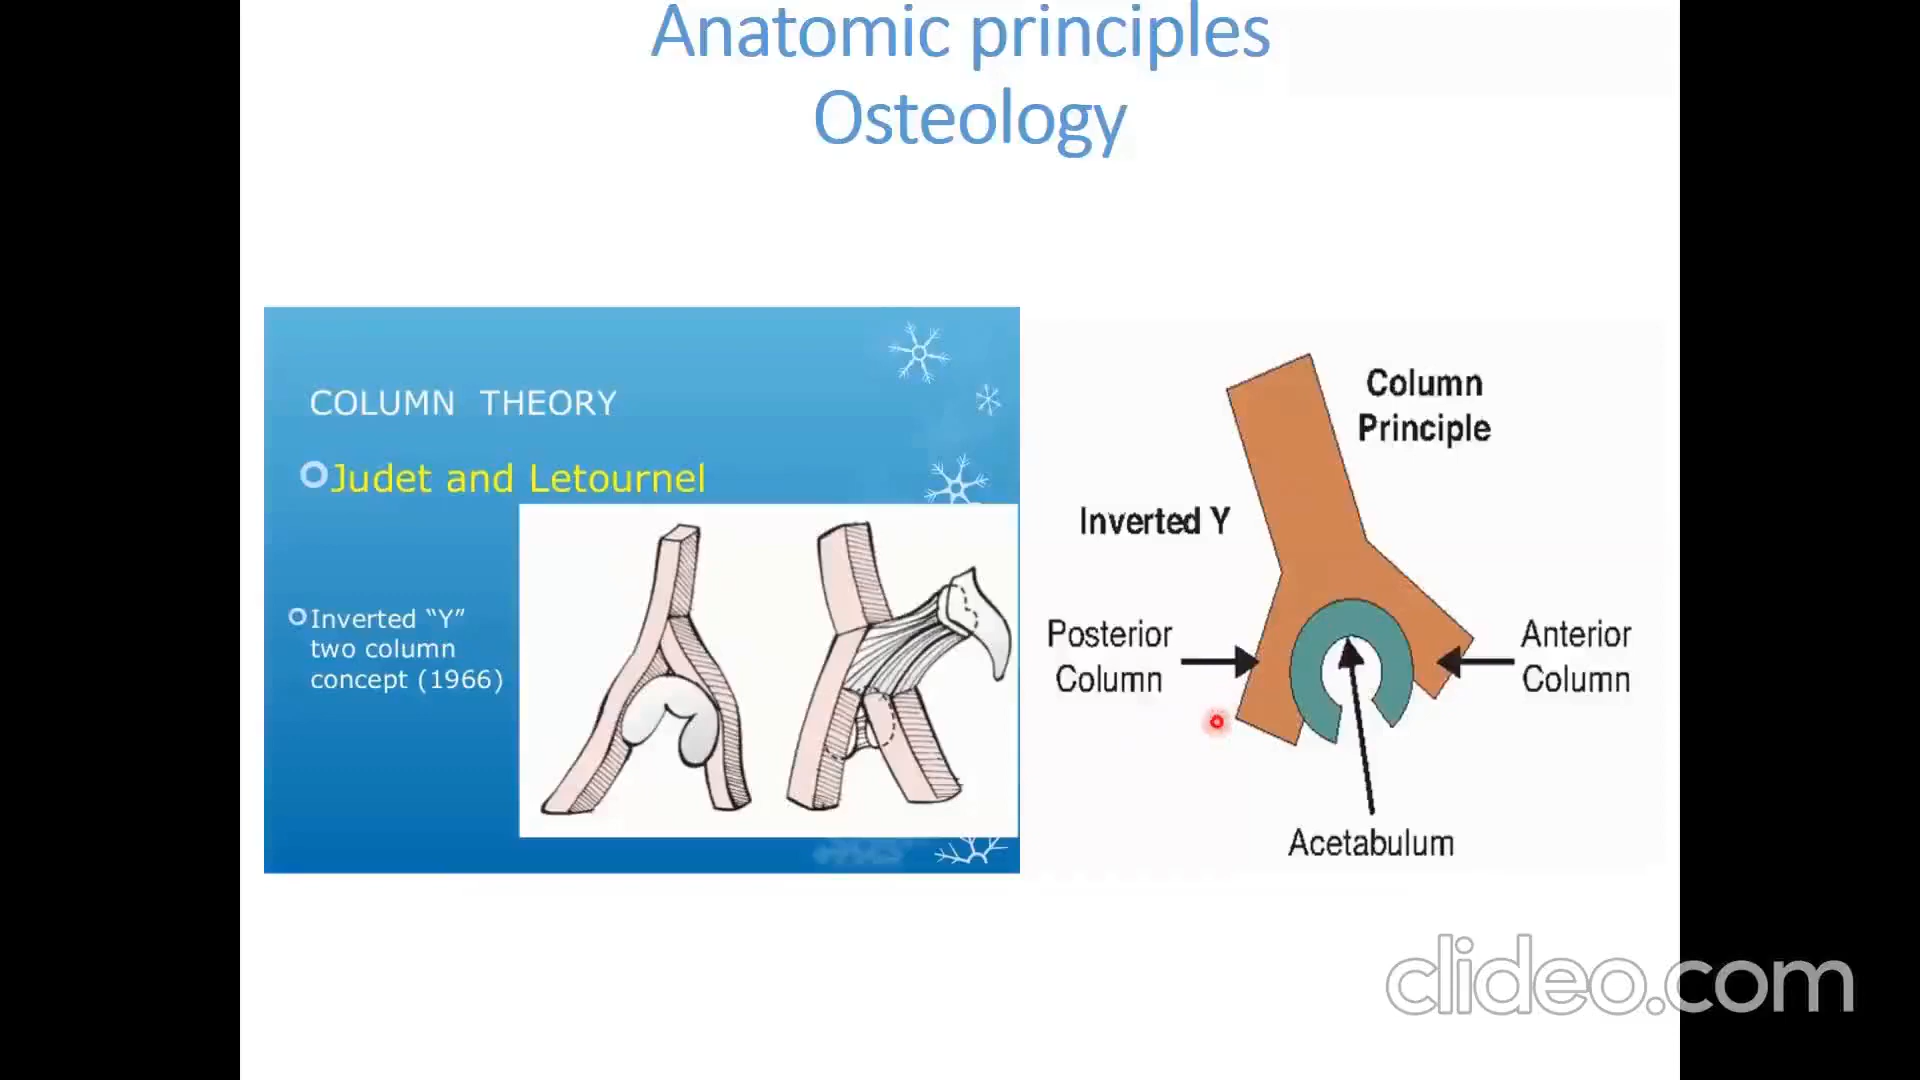 Anatomic principles
Osteology
COLUMN THEORY
Judet and Letournel
Inverted “Y”
two column
concept (1966)
Column
Principle
Inverted Y
Posterior
Column
Anterior
Column
Acetabulum
clideo.com